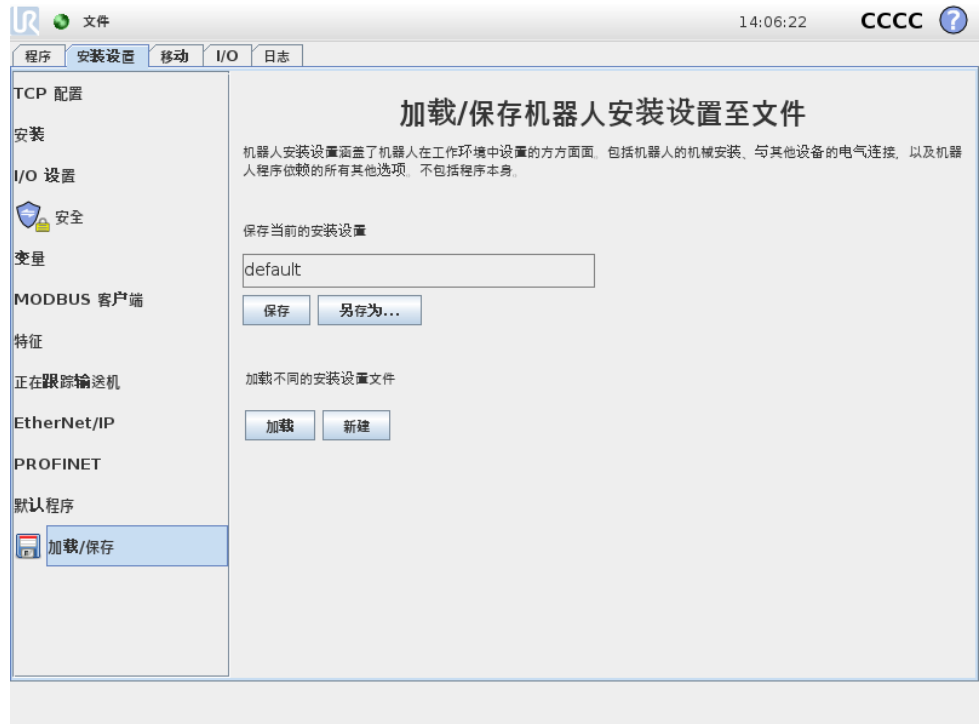 UR 文件 14:06:22 CCCC ?
程序 安装设置 移动 I/O 日志
TCP 配置
安装
I/O 设置
安全
变量
MODBUS 客户端
特征
正在跟踪输送机
EtherNet/IP
PROFINET
默认程序
加载/保存
加载/保存机器人安装设置至文件
机器人安装设置涵盖了机器人在工作环境中设置的方方面面。包括机器人的机械安装、与其他设备的电气连接，以及机器
人程序依赖的所有其他选项。不包括程序本身。
保存当前的安装设置
default
保存 另存为...
加载不同的安装设置文件
加载 新建